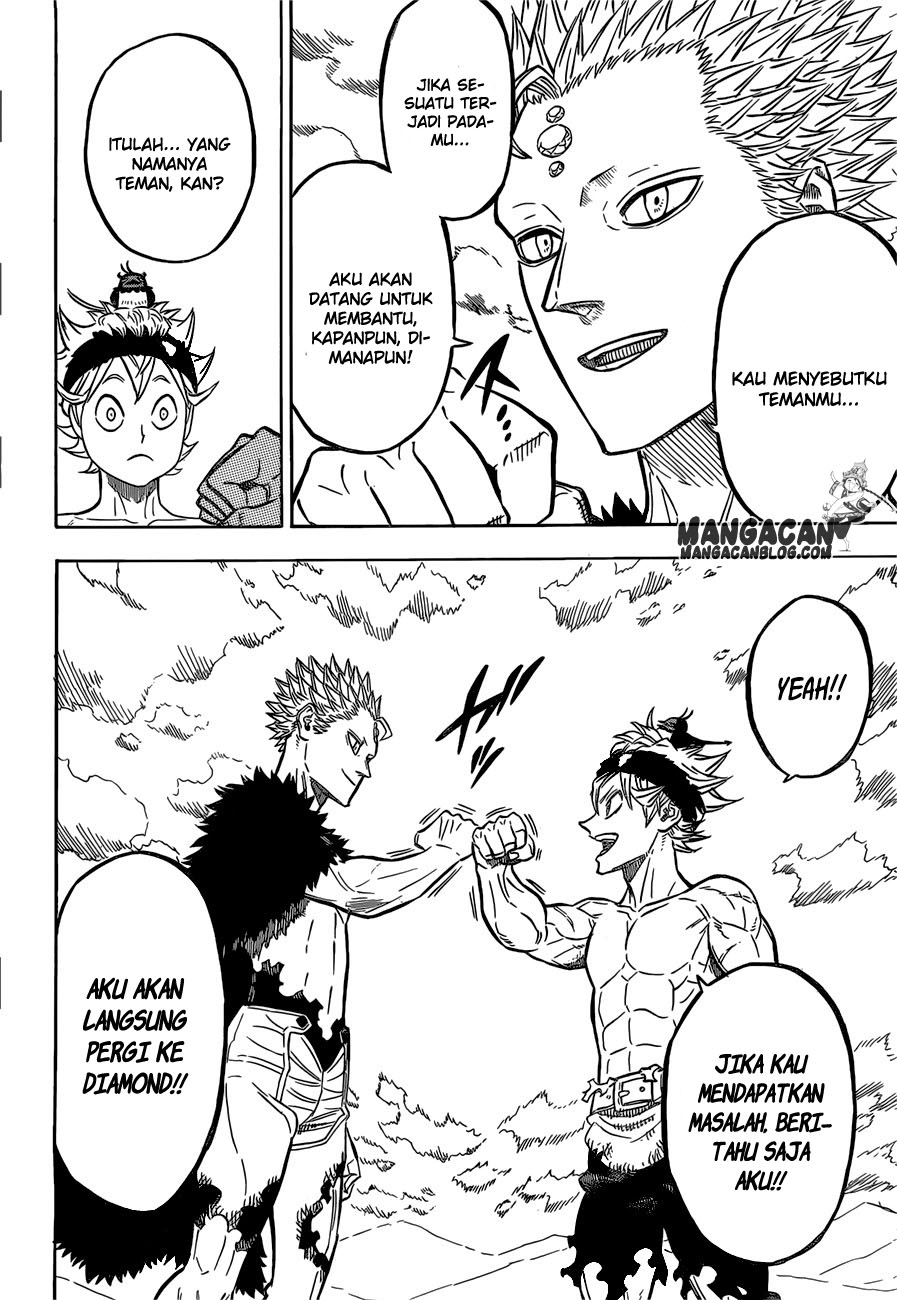 KAU MENYEBUTKU
TEMANMU...
JIKA SE-
SUATU TER-
JADI PADA-
MU...
AKU AKAN
DATANG UNTUK
MEMBANTU,
KAPANPUN, DI-
MANAPUN!
ITULAH... YANG
NAMANYA
TEMAN, KAN?
MANGACAN
MANGACANBLOG.COM
YEAH!!
JIKA KAU
MENDAPATKAN
MASALAH, BERI-
TAHU SAJA
AKU!!
AKU AKAN
LANGSUNG
PERGI KE
DIAMOND!!